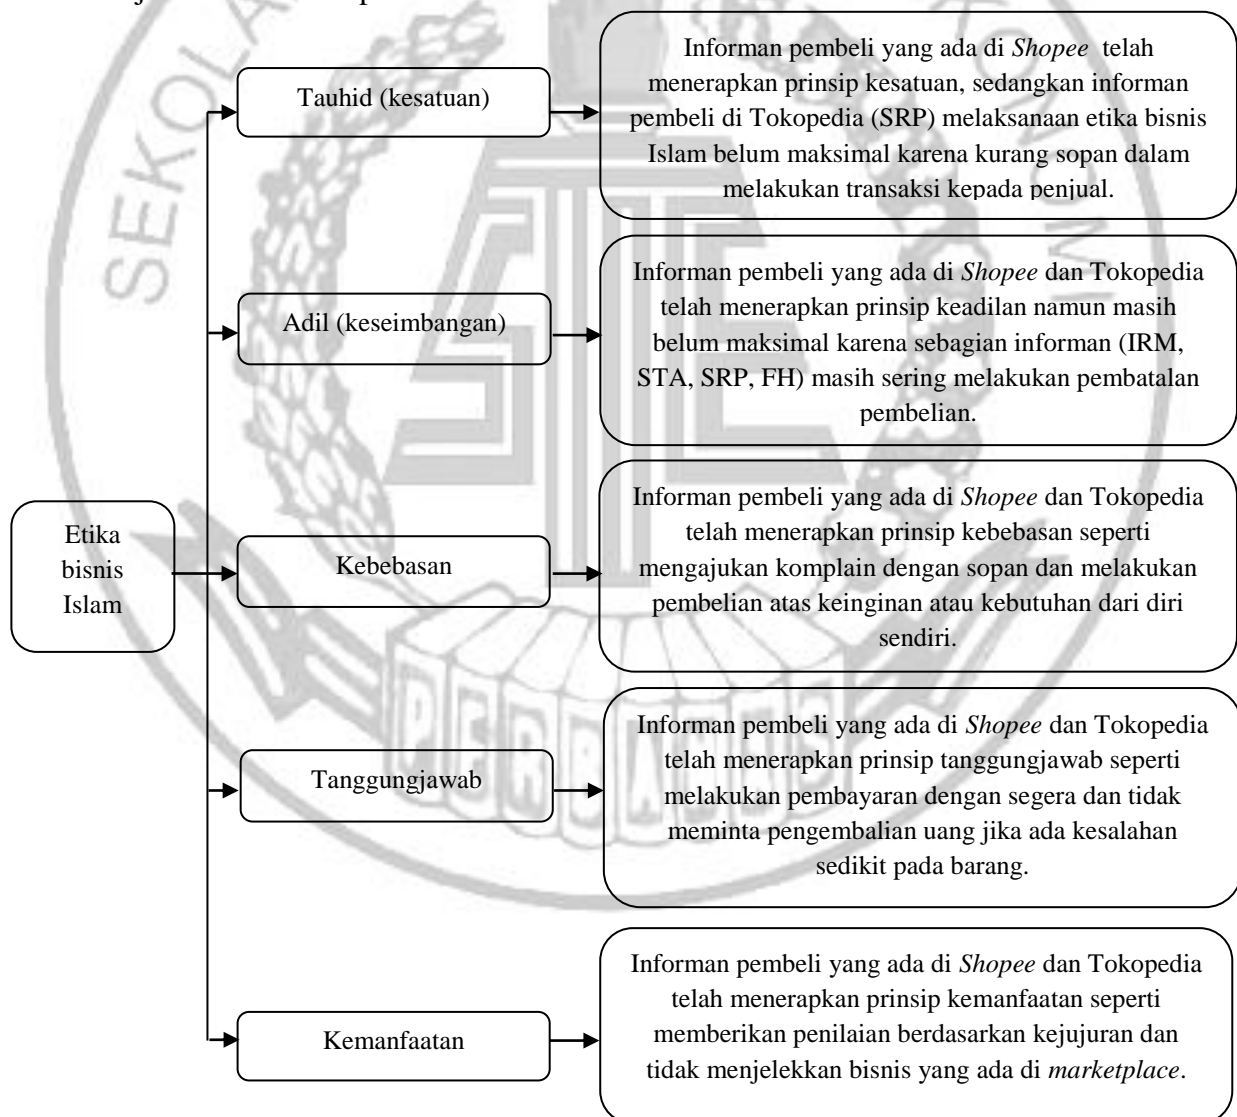 Informan pembeli yang ada di Shopee telah
menerapkan prinsip kesatuan, sedangkan informan
pembeli di Tokopedia (SRP) melaksanaan etika bisnis
Islam belum maksimal karena kurang sopan dalam
melakukan transaksi kepada penjual.
Tauhid (kesatuan)
Informan pembeli yang ada di Shopee dan Tokopedia
telah menerapkan prinsip keadilan namun masih
belum maksimal karena sebagian informan (IRM,
STA, SRP, FH) masih sering melakukan pembatalan
pembelian.
Adil (keseimbangan)
Informan pembeli yang ada di Shopee dan Tokopedia
telah menerapkan prinsip kebebasan seperti
mengajukan komplain dengan sopan dan melakukan
pembelian atas keinginan atau kebutuhan dari diri
sendiri.
Etika
bisnis
Islam
Kebebasan
Informan pembeli yang ada di Shopee dan Tokopedia
telah menerapkan prinsip tanggungjawab seperti
melakukan pembayaran dengan segera dan tidak
meminta pengembalian uang jika ada kesalahan
sedikit pada barang.
Tanggungjawab
Informan pembeli yang ada di Shopee dan Tokopedia
telah menerapkan prinsip kemanfaatan seperti
memberikan penilaian berdasarkan kejujuran dan
tidak menjelekkan bisnis yang ada di marketplace.
Kemanfaatan
PERBANAS